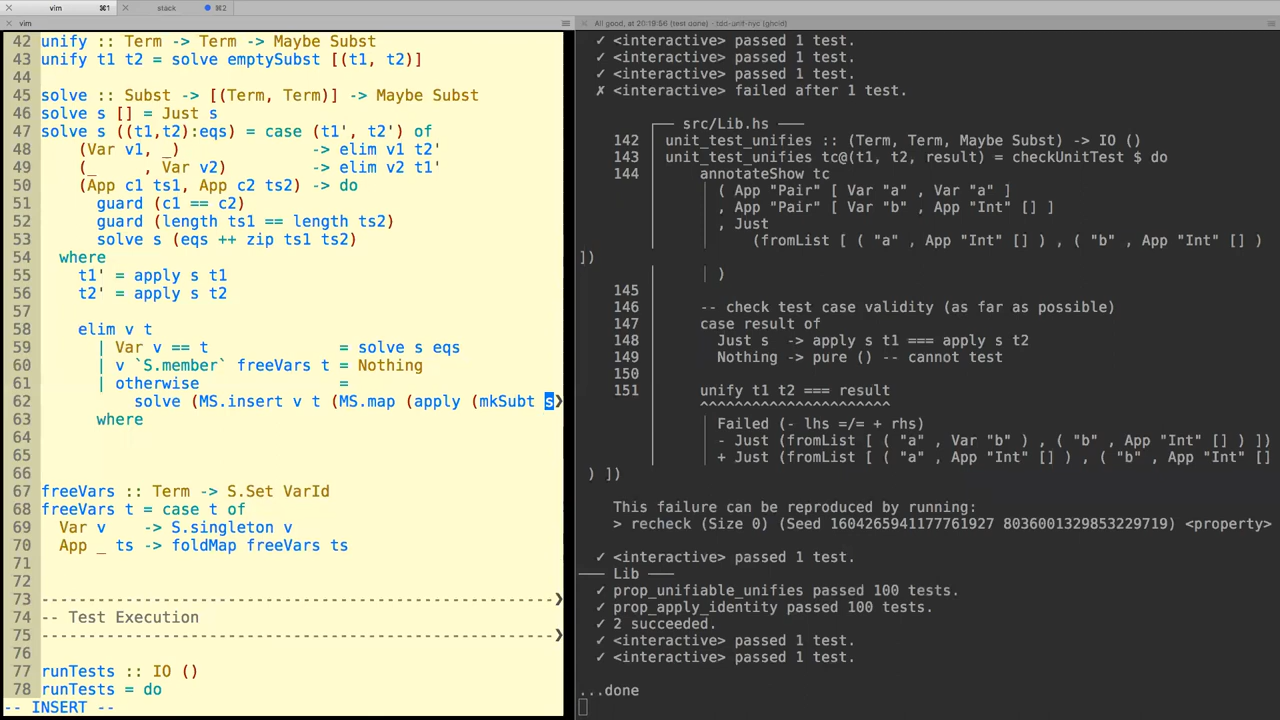 vim ⌘1 stack ⌘2
vim
All good, at 20:19:56 (test done) - tdd-unif-nyc (ghcid)
42 unify :: Term -> Term -> Maybe Subst
43 unify t1 t2 = solve emptySubst [(t1, t2)]
44
45 solve :: Subst -> [(Term, Term)] -> Maybe Subst
46 solve s [] = Just s
47 solve s ((t1,t2):eqs) = case (t1', t2') of
48 (Var v1, _) -> elim v1 t2'
49 (_ , Var v2) -> elim v2 t1'
50 (App c1 ts1, App c2 ts2) -> do
51 guard (c1 == c2)
52 guard (length ts1 == length ts2)
53 solve s (eqs ++ zip ts1 ts2)
54 where
55 t1' = apply s t1
56 t2' = apply s t2
57
58 elim v t
59 | Var v == t = solve s eqs
60 | v `S.member` freeVars t = Nothing
61 | otherwise =
62 solve (MS.insert v t (MS.map (apply (mkSubt s
63 where
64
65
66
67 freeVars :: Term -> S.Set VarId
68 freeVars t = case t of
69 Var v -> S.singleton v
70 App _ ts -> foldMap freeVars ts
71
72
73 --------------------------------------------------------
74 -- Test Execution
75 --------------------------------------------------------
76
77 runTests :: IO ()
78 runTests = do
-- INSERT --
✓ <interactive> passed 1 test.
✓ <interactive> passed 1 test.
✓ <interactive> passed 1 test.
✗ <interactive> failed after 1 test.
┌── src/Lib.hs ───
142 │ unit_test_unifies :: (Term, Term, Maybe Subst) -> IO ()
143 │ unit_test_unifies tc@(t1, t2, result) = checkUnitTest $ do
144 │ annotateShow tc
│ │ ( App "Pair" [ Var "a" , Var "a" ]
│ │ , App "Pair" [ Var "b" , App "Int" [] ]
│ │ , Just
│ │ (fromList [ ( "a" , App "Int" [] ) , ( "b" , App "Int" [] )
])
│ │ )
145 │
146 │ -- check test case validity (as far as possible)
147 │ case result of
148 │ Just s -> apply s t1 === apply s t2
149 │ Nothing -> pure () -- cannot test
150 │
151 │ unify t1 t2 === result
│ ^^^^^^^^^^^^^^^^^^^^^^
│ │ Failed (- lhs =/= + rhs)
│ │ - Just (fromList [ ( "a" , Var "b" ) , ( "b" , App "Int" [] ) ])
│ │ + Just (fromList [ ( "a" , App "Int" [] ) , ( "b" , App "Int" []
) ])
This failure can be reproduced by running:
> recheck (Size 0) (Seed 1604265941177761927 8036001329853229719) <property>
✓ <interactive> passed 1 test.
─── Lib ───
✓ prop_unifiable_unifies passed 100 tests.
✓ prop_apply_identity passed 100 tests.
✓ 2 succeeded.
✓ <interactive> passed 1 test.
✓ <interactive> passed 1 test.
...done